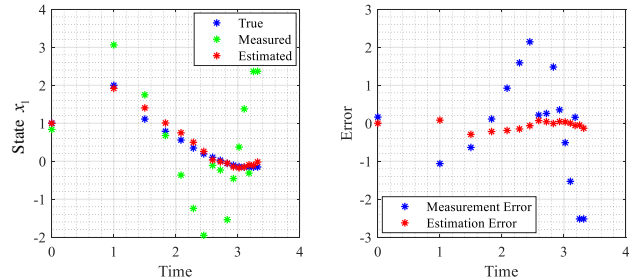 4
3
2
1
0
-1
-2
0
1
2
3
4
State x1
Time
True
Measured
Estimated
3
2
1
0
-1
-2
-3
0
1
2
3
4
Error
Time
Measurement Error
Estimation Error